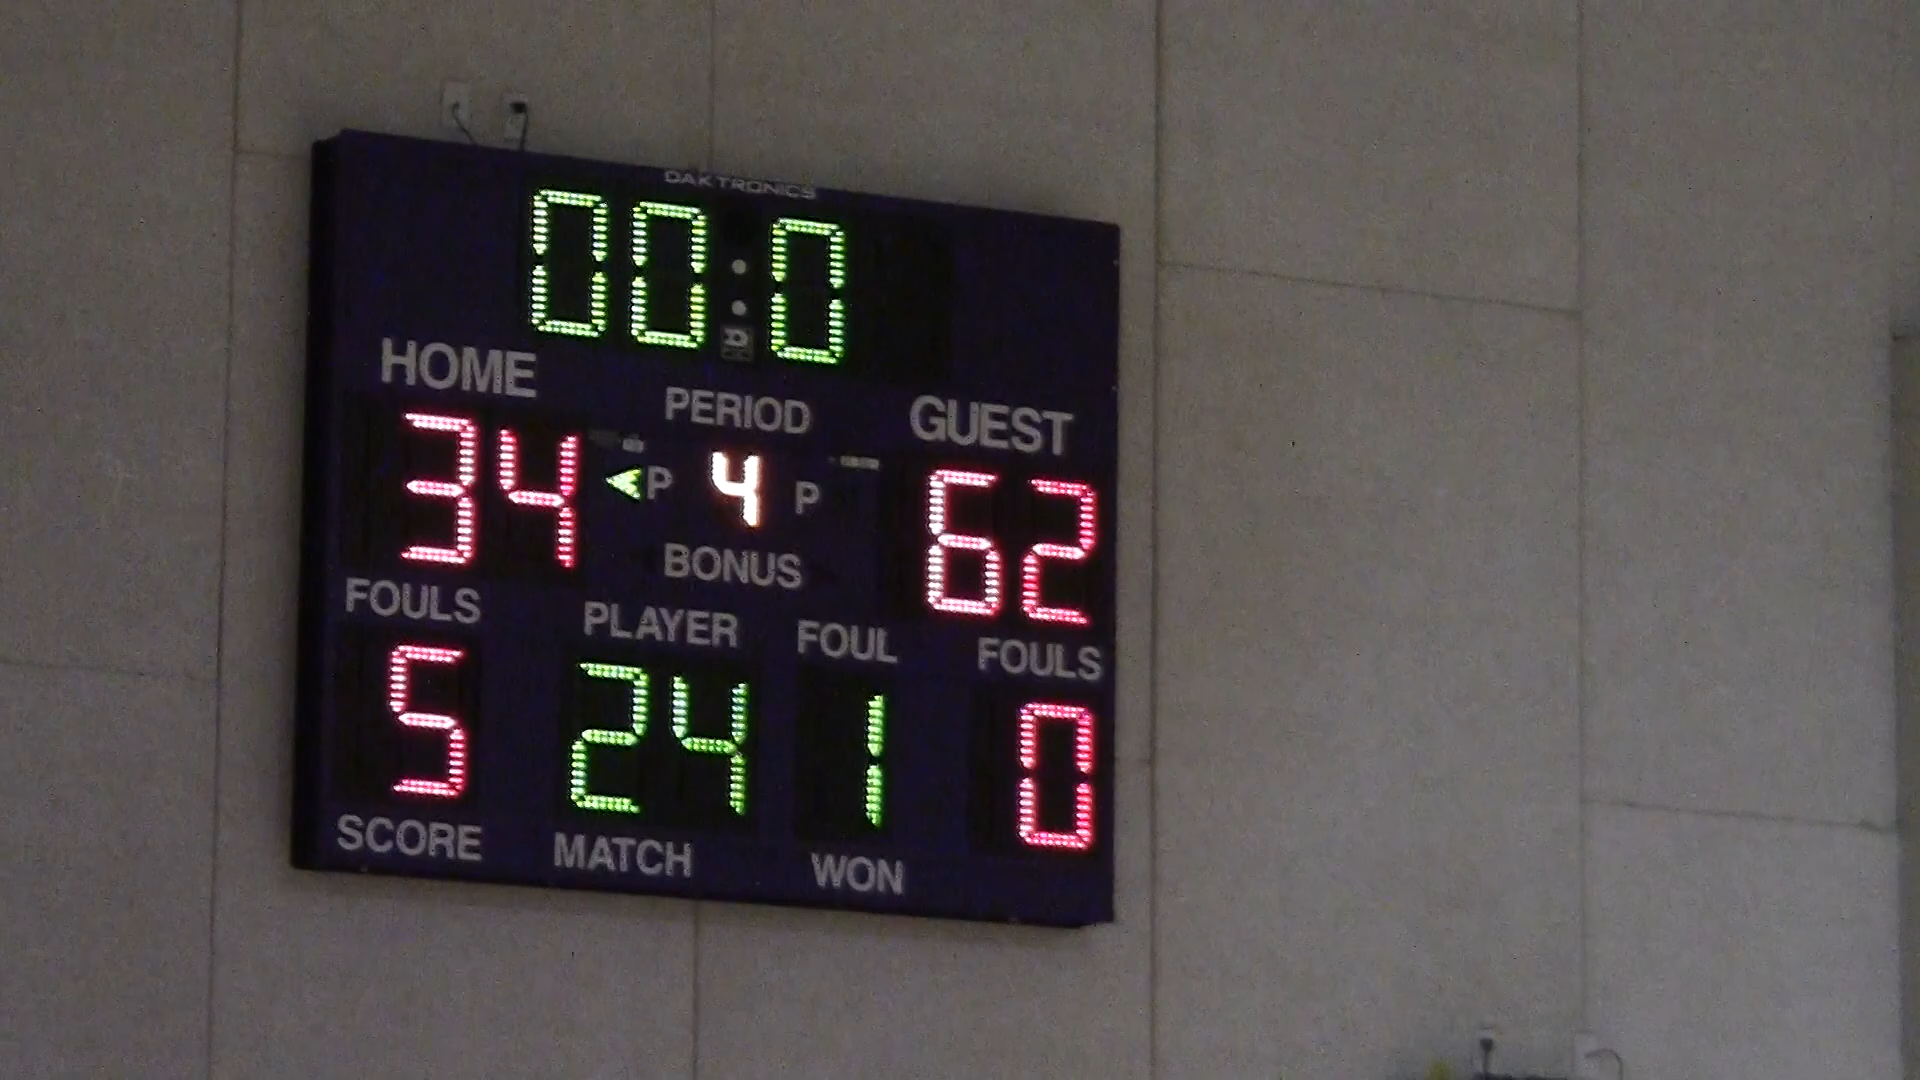 DAKTRONICS
00:0
HOME
PERIOD
GUEST
34
P 4 P
62
BONUS
FOULS
PLAYER
FOUL
FOULS
5
24
1
0
SCORE
MATCH
WON